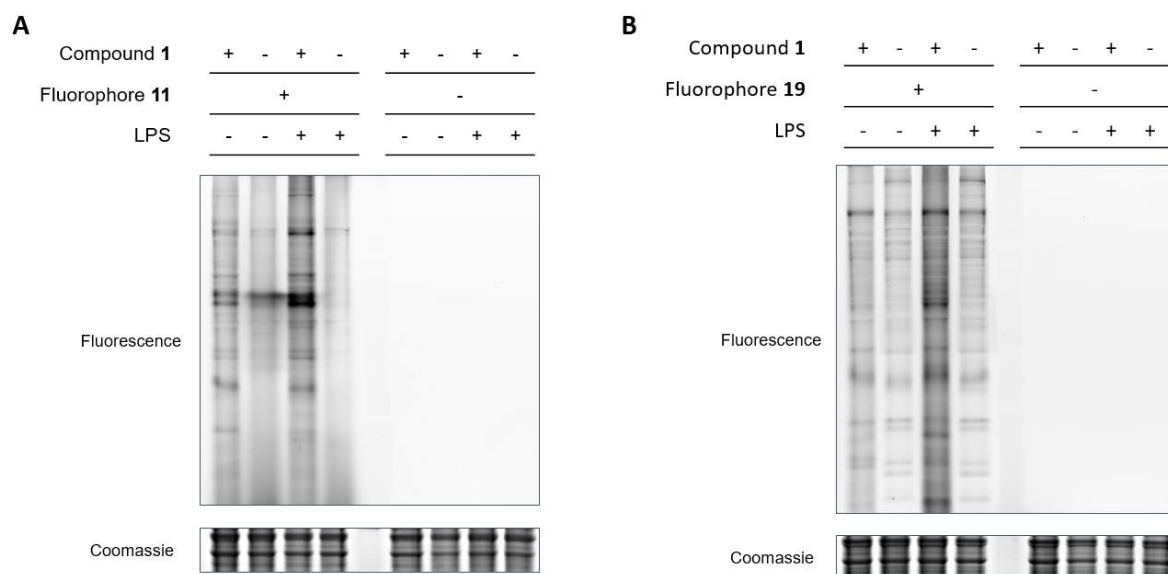 A
Compound 1 + - + - + - + -
Fluorophore 11 + -
LPS - - + + - - + +
Fluorescence
Coomassie
B
Compound 1 + - + - + - + -
Fluorophore 19 + -
LPS - - + + - - + +
Fluorescence
Coomassie